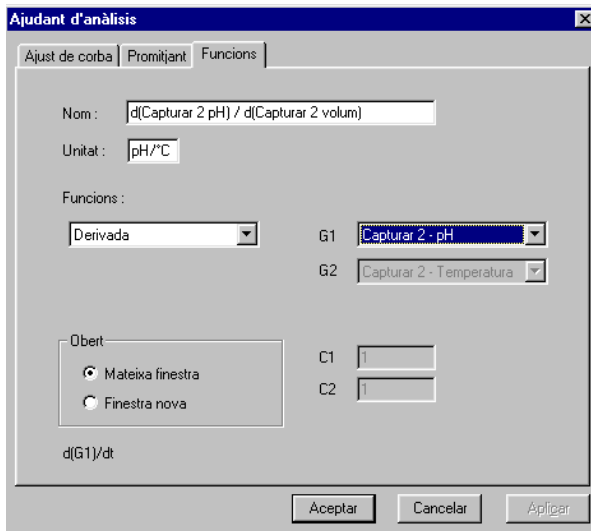 Ajudant d'anàlisis
Ajust de corba Promitjant Funcions
Nom : d(Capturar 2 pH) / d(Capturar 2 volum)
Unitat : pH/°C
Funcions :
Derivada G1 Capturar 2 - pH
G2 Capturar 2 - Temperatura
Obert
Mateixa finestra C1 1
Finestra nova C2 1
d(G1)/dt
Aceptar Cancelar Aplicar